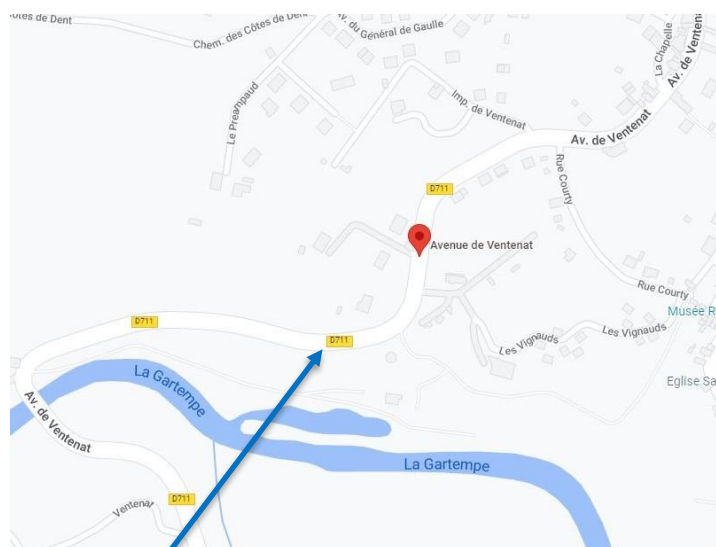 Côtes de Dent
Chem. des Côtes de Dent
Av. du Général de Gaulle
La Chapelle
Av. de Ventenat
Le Preampaud
Imp. de Ventenat
Av. de Ventenat
Rue Courty
D711
Avenue de Ventenat
Rue Courty
Musée R
D711
D711
Les Vignauds
Les Vignauds
Eglise Sa
La Gartempe
Av. de Ventenat
La Gartempe
D711
Ventenat